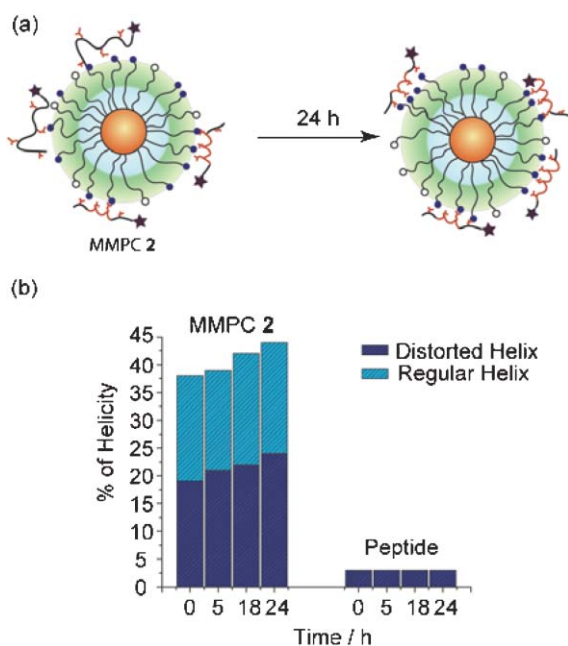 (a)
24 h
MMPC 2
(b)
MMPC 2
Distorted Helix
Regular Helix
% of Helicity
45
40
35
30
25
20
15
10
5
0
Peptide
0 5 18 24 0 5 18 24
Time / h